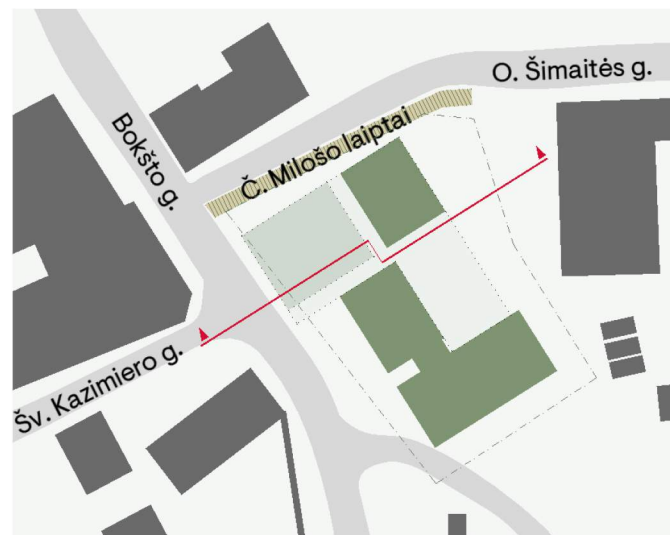 O. Šimaitės g.
Bokšto g.
Č. Milošo laiptai
Šv. Kazimiero g.